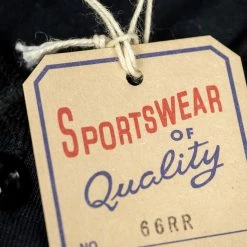 SPORTSWEAR
OF
Quality
NO. 66RR